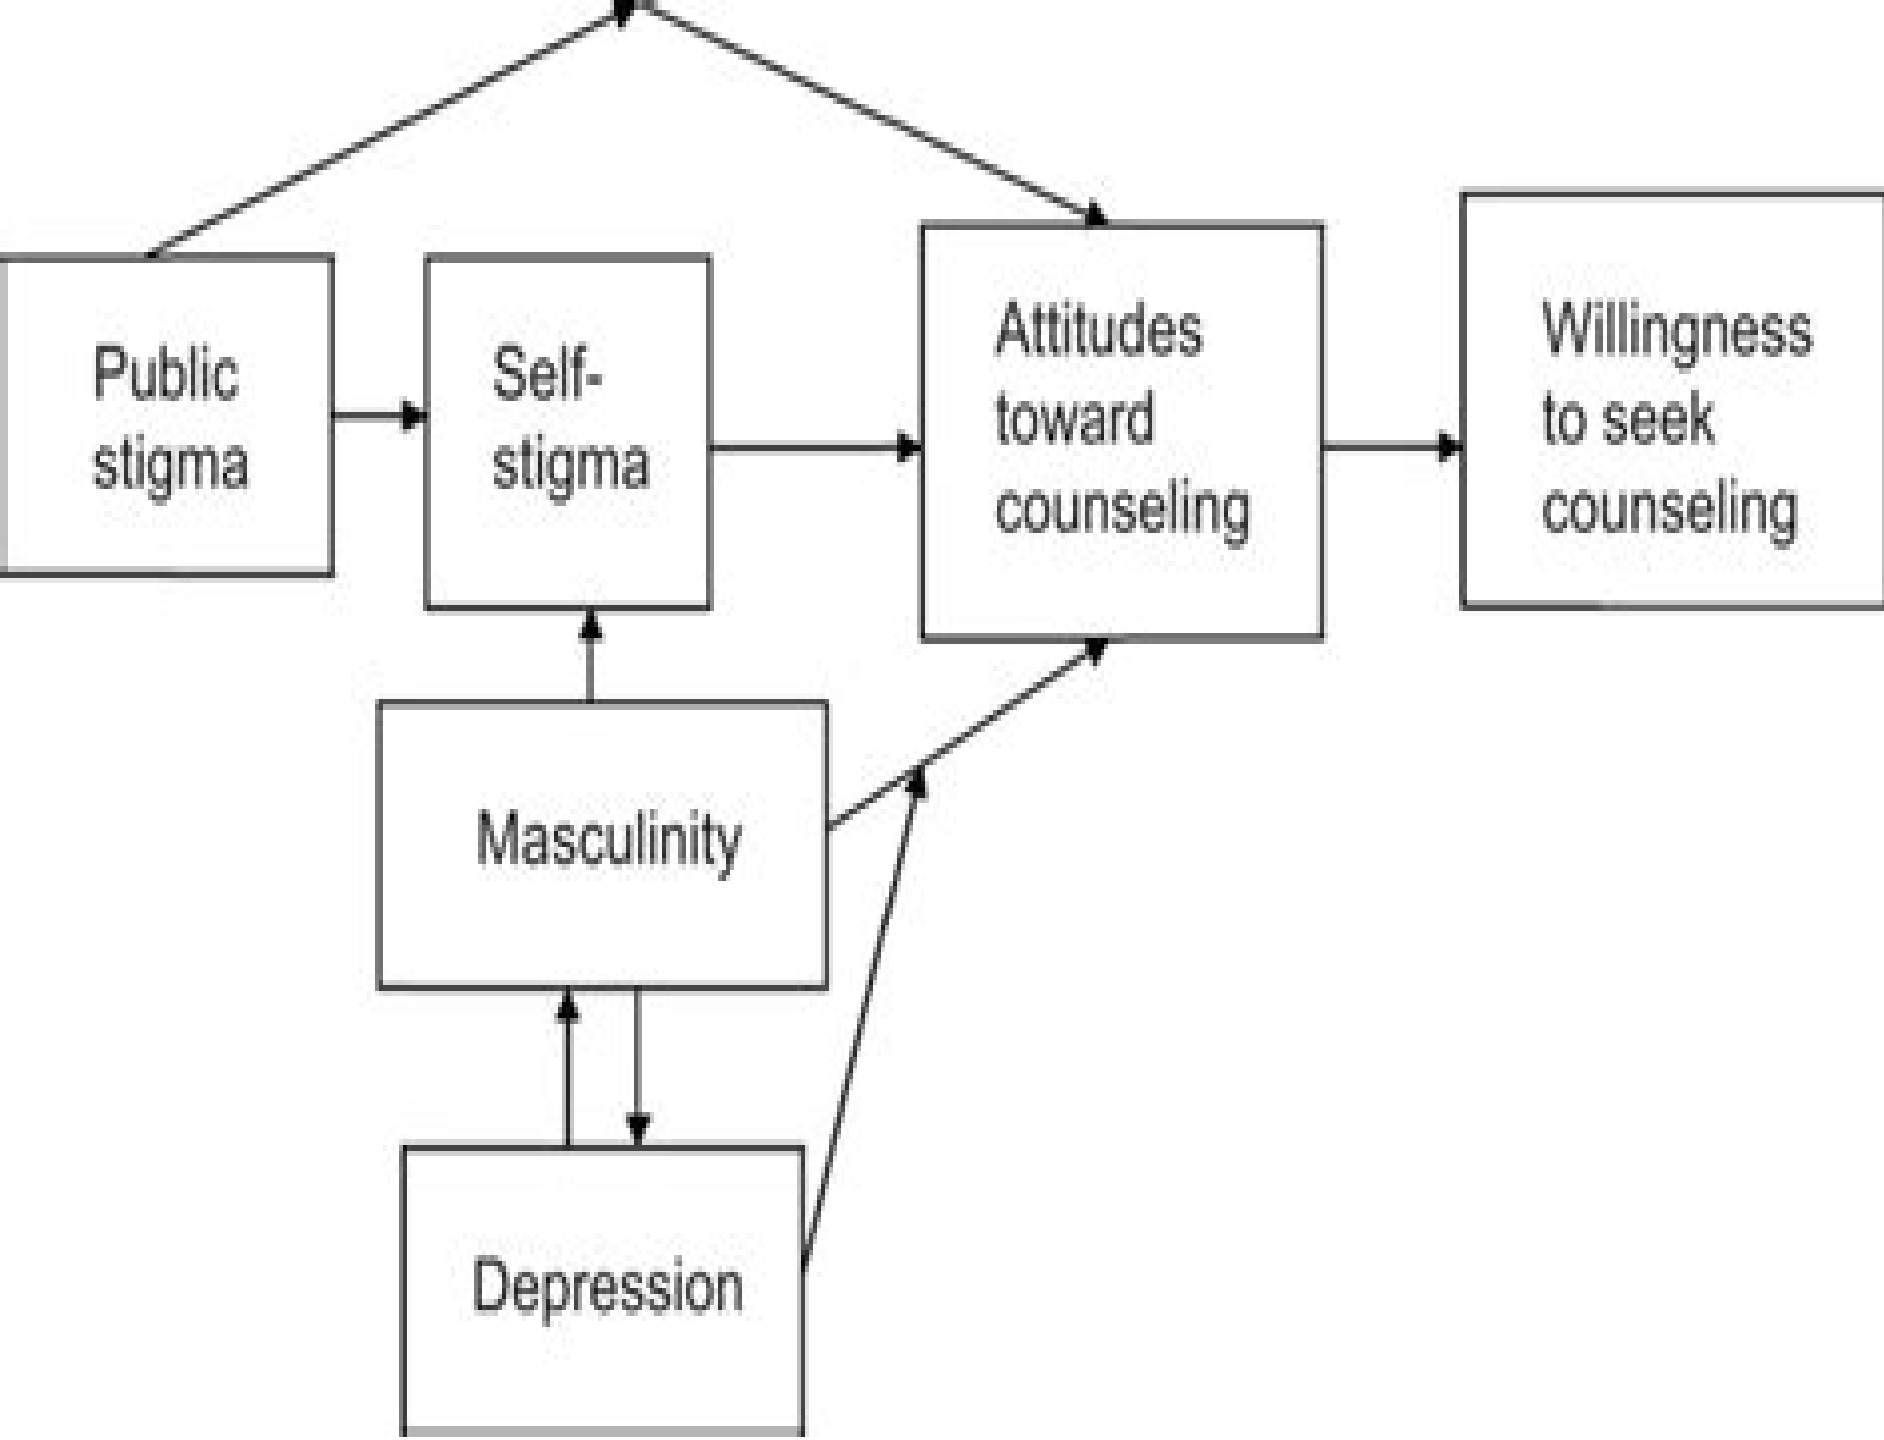 Public
stigma
Self-
stigma
Attitudes
toward
counseling
Willingness
to seek
counseling
Masculinity
Depression